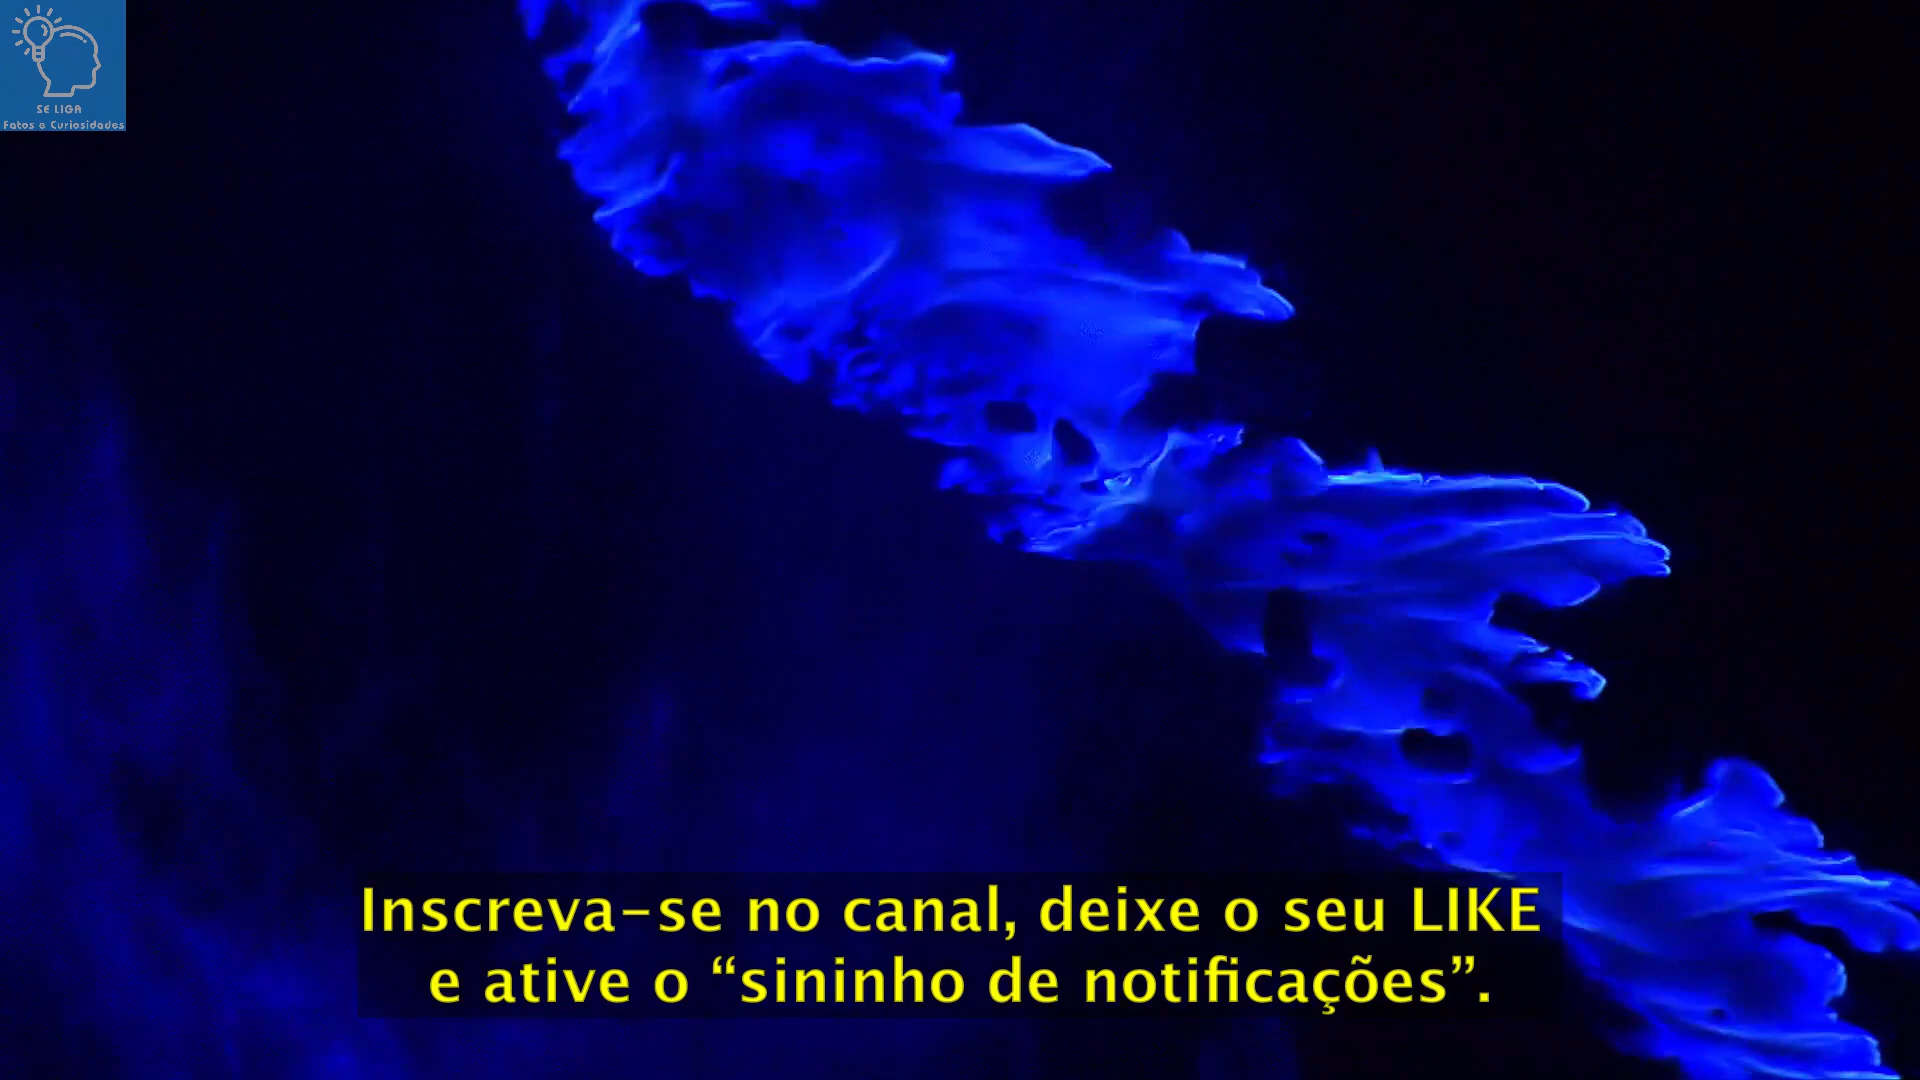 SE LIGA
Fatos e Curiosidades
Inscreva-se no canal, deixe o seu LIKE
e ative o “sininho de notificações”.